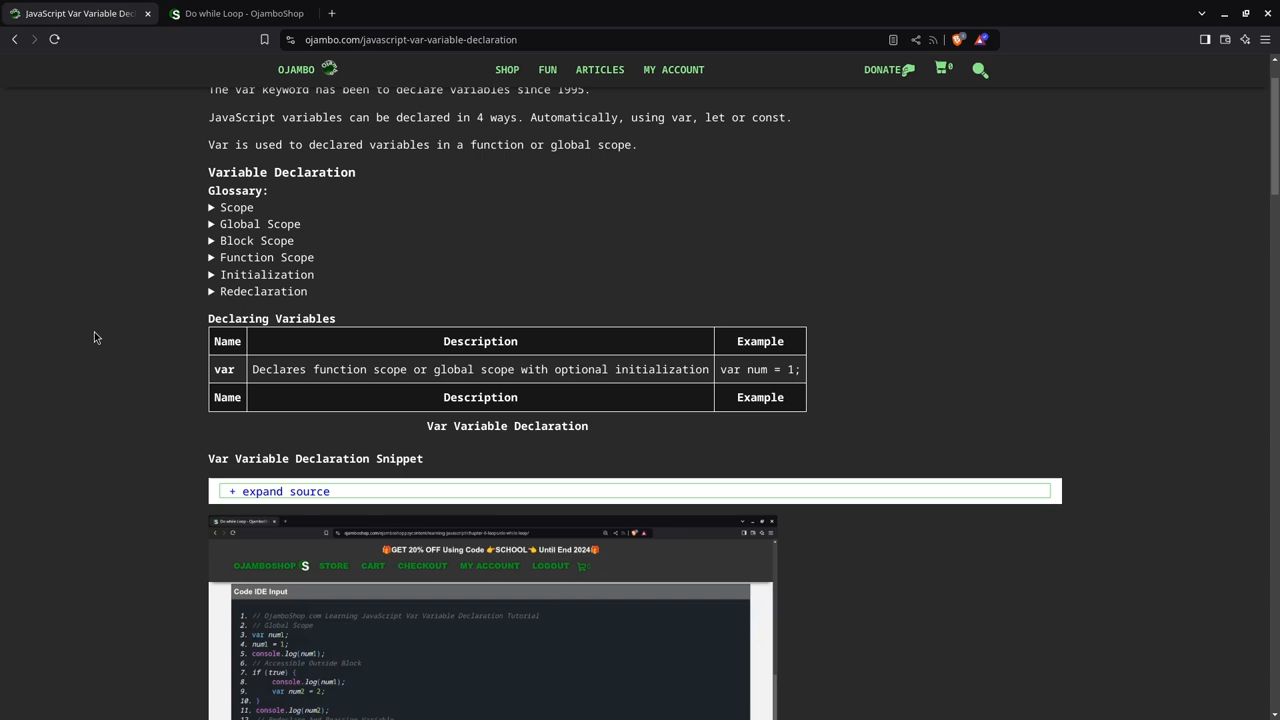 JavaScript Var Variable Dec
Do while Loop - OjamboShop
ojambo.com/javascript-var-variable-declaration
OJAMBO
SHOP
FUN
ARTICLES
MY ACCOUNT
DONATE
0
The var keyword has been to declare variables since 1995.
JavaScript variables can be declared in 4 ways. Automatically, using var, let or const.
Var is used to declared variables in a function or global scope.
Variable Declaration
Glossary:
Scope
Global Scope
Block Scope
Function Scope
Initialization
Redeclaration
Declaring Variables
Name Description Example
var Declares function scope or global scope with optional initialization var num = 1;
Name Description Example
Var Variable Declaration
Var Variable Declaration Snippet
+ expand source
Do while Loop - OjamboSh
GET 20% OFF Using Code SCHOOL Until End 2024
OJAMBOSHOP S STORE CART CHECKOUT MY ACCOUNT LOGOUT 0
Code IDE Input
1. // OjamboShop.com Learning JavaScript Var Variable Declaration Tutorial
2. // Global Scope
3. var num1;
4. num1 = 1;
5. console.log(num1);
6. // Accessible Outside Block
7. if (true) {
8. console.log(num1);
9. var num2 = 2;
10. }
11. console.log(num2);